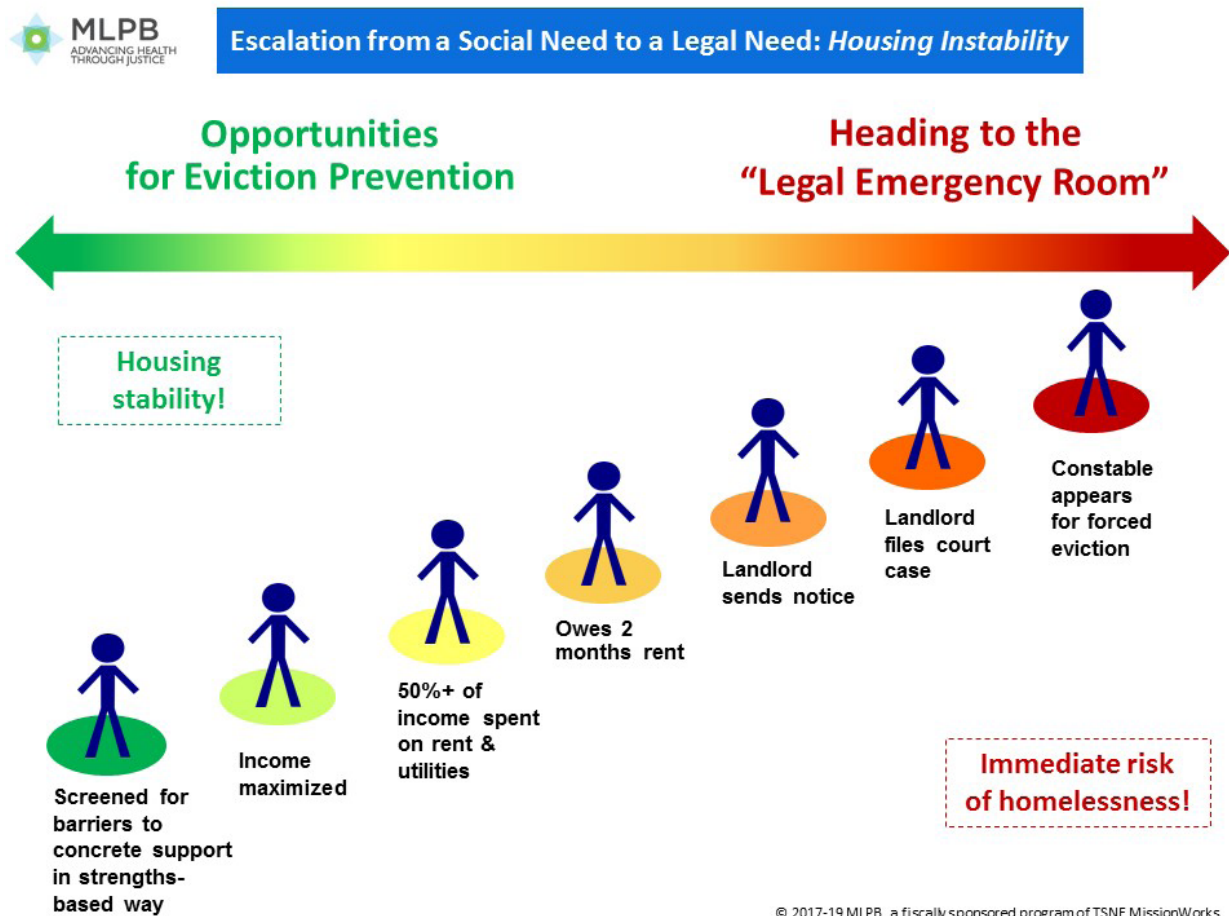 MLPB
ADVANCING HEALTH
THROUGH JUSTICE
Escalation from a Social Need to a Legal Need: Housing Instability
Opportunities
for Eviction Prevention
Heading to the
“Legal Emergency Room”
Housing
stability!
Screened for
barriers to
concrete support
in strengths-
based way
Income
maximized
50%+ of
income spent
on rent &
utilities
Owes 2
months rent
Landlord
sends notice
Landlord
files court
case
Constable
appears
for forced
eviction
Immediate risk
of homelessness!
© 2017-19 MLPB, a fiscally sponsored program of TSNE MissionWorks